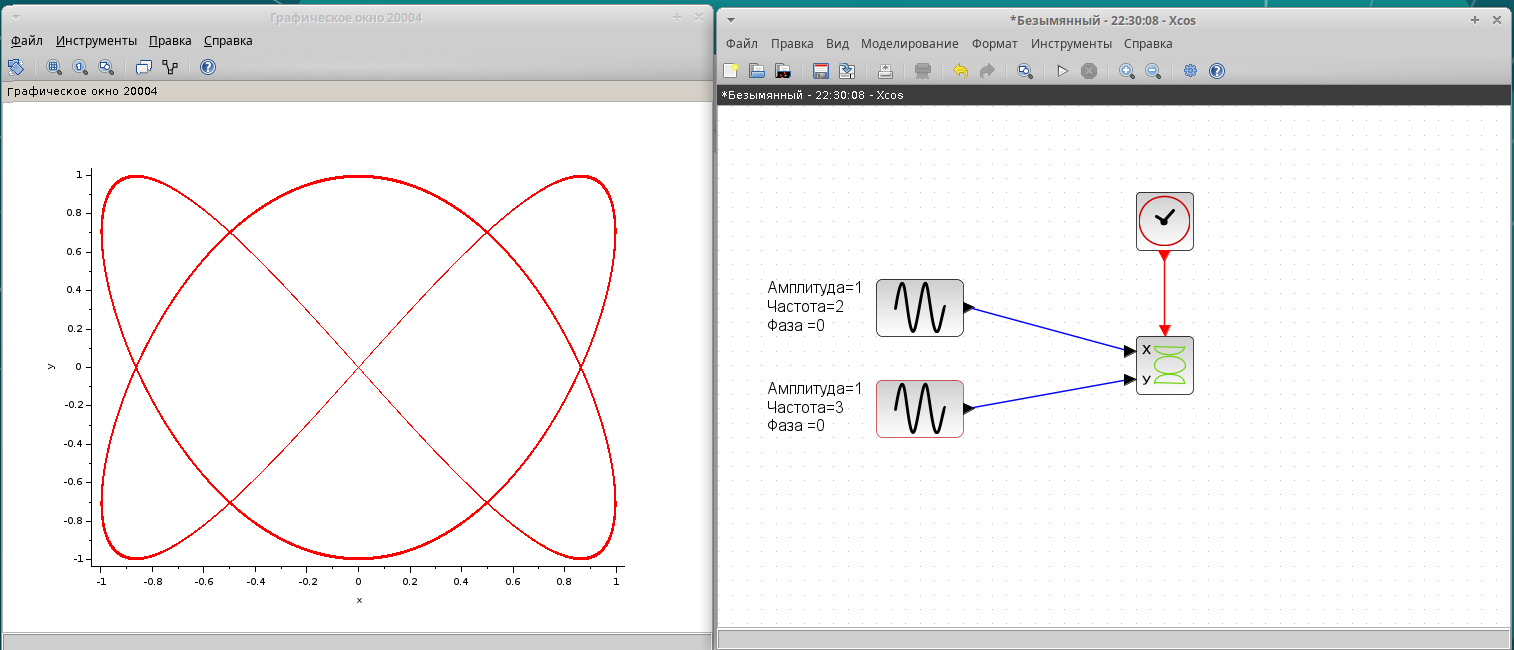 Графическое окно 20004
Файл Инструменты Правка Справка
Графическое окно 20004
1
0.8
0.6
0.4
0.2
0
-0.2
-0.4
-0.6
-0.8
-1
y
-1 -0.8 -0.6 -0.4 -0.2 0 0.2 0.4 0.6 0.8 1
x
*Безымянный - 22:30:08 - Xcos
Файл Правка Вид Моделирование Формат Инструменты Справка
*Безымянный - 22:30:08 - Xcos
Амплитуда=1
Частота=2
Фаза =0
Амплитуда=1
Частота=3
Фаза =0
X
y